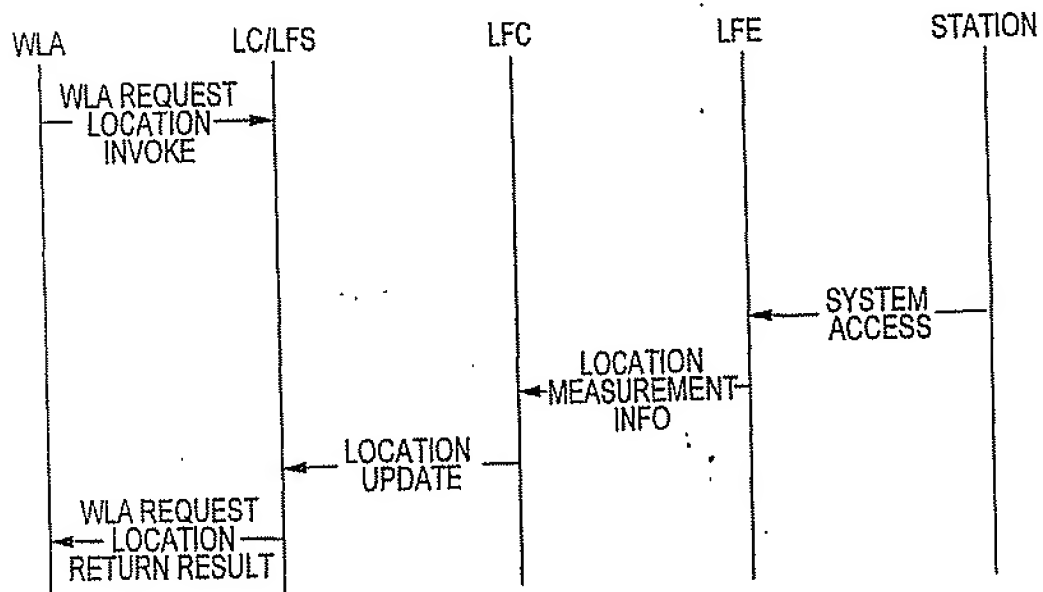 WLA LC/LFS LFC LFE STATION
WLA REQUEST
LOCATION
INVOKE
SYSTEM
ACCESS
LOCATION
MEASUREMENT
INFO
LOCATION
UPDATE
WLA REQUEST
LOCATION
RETURN RESULT